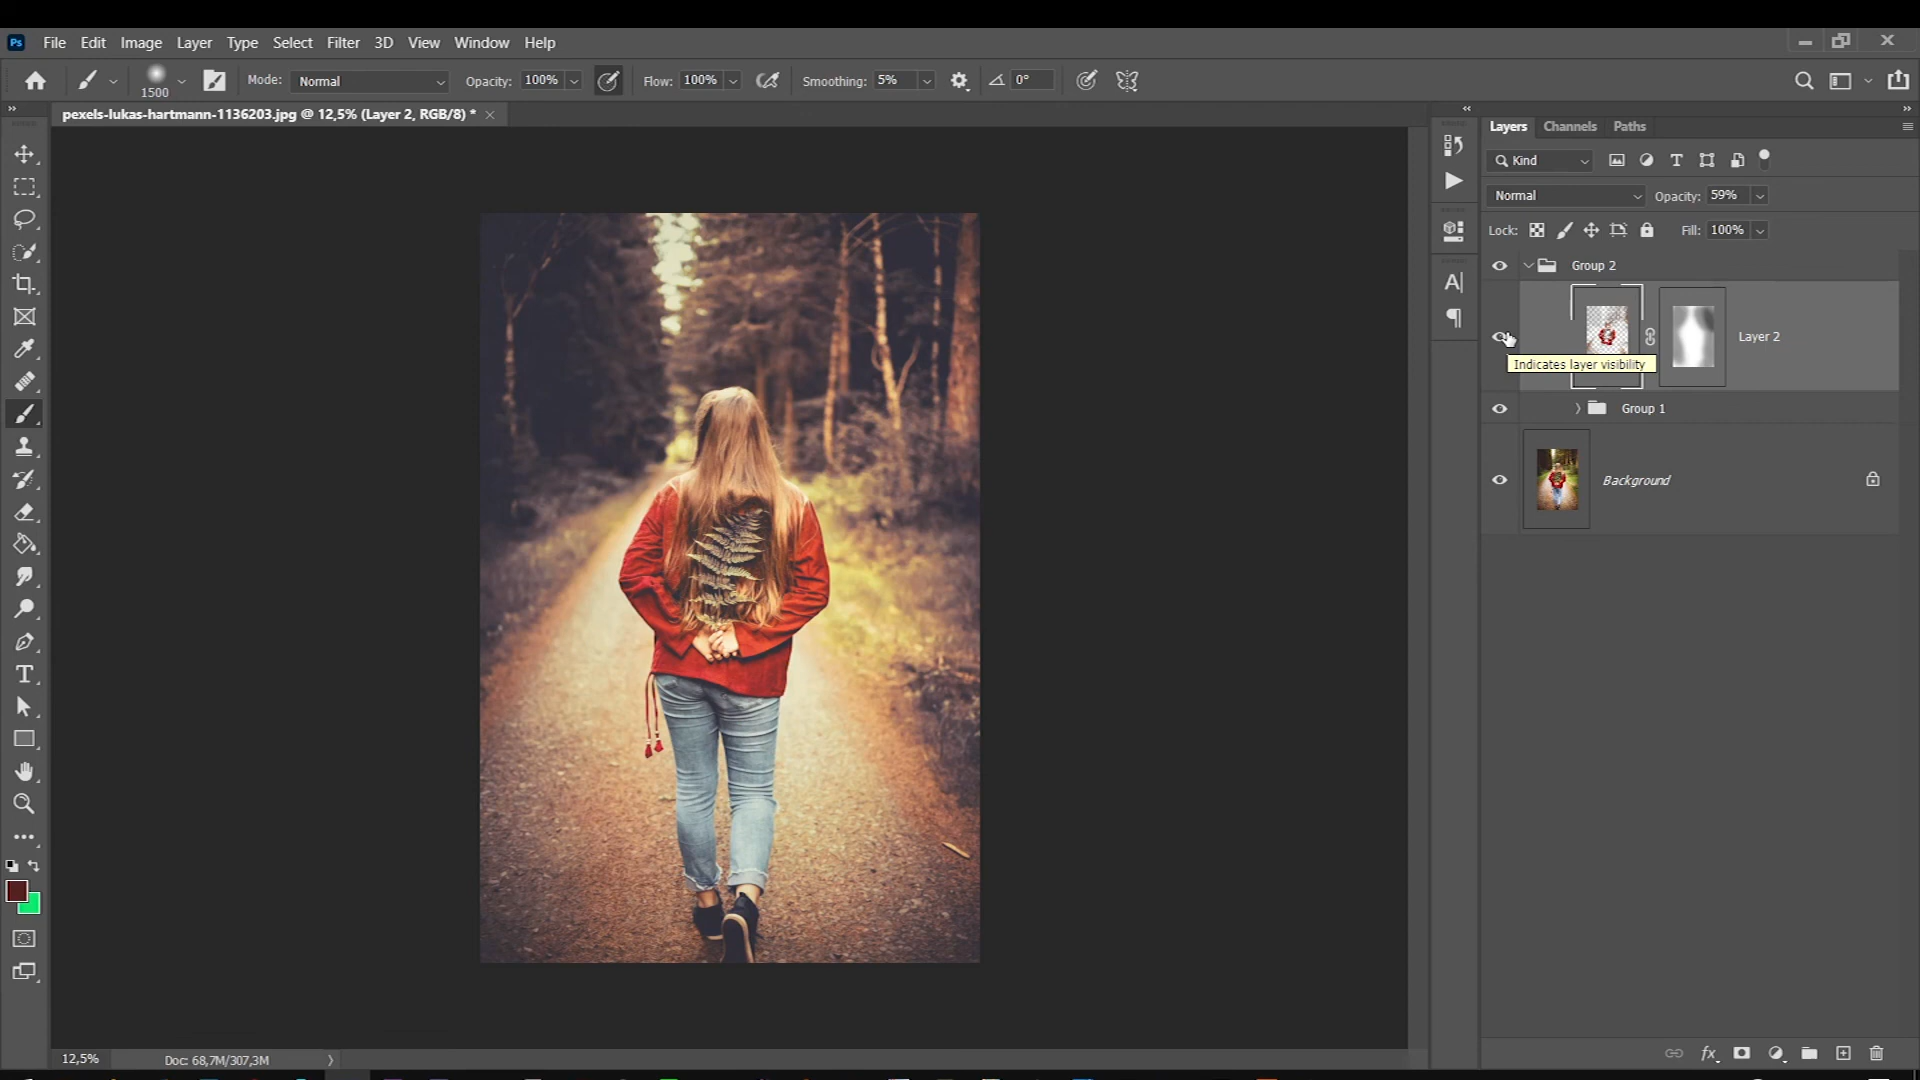 Ps File Edit Image Layer Type Select Filter 3D View Window Help
1500 Mode: Normal Opacity: 100% Flow: 100% Smoothing: 5% 0°
pexels-lukas-hartmann-1136203.jpg @ 12,5% (Layer 2, RGB/8) *
Layers Channels Paths
Kind
Normal Opacity: 59%
Lock: Fill: 100%
Group 2
Layer 2
Indicates layer visibility
Group 1
Background
12,5% Doc: 68,7M/307,3M